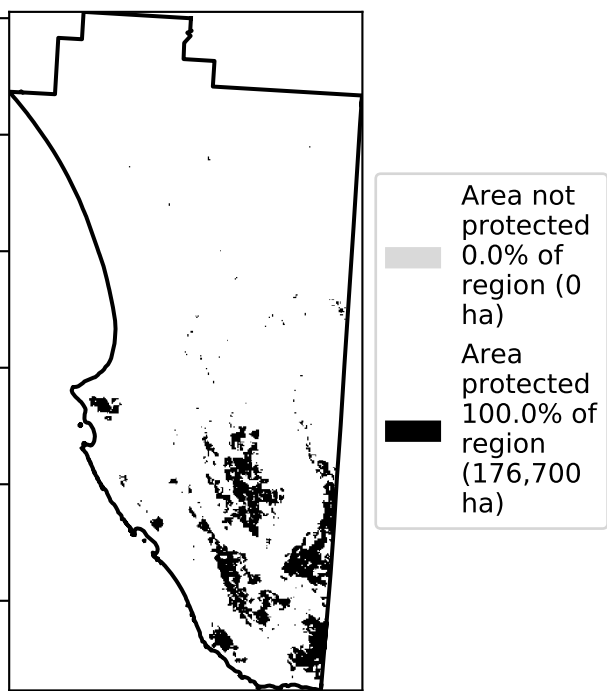 Area not
protected
0.0% of
region (0
ha)
Area
protected
100.0% of
region
(176,700
ha)